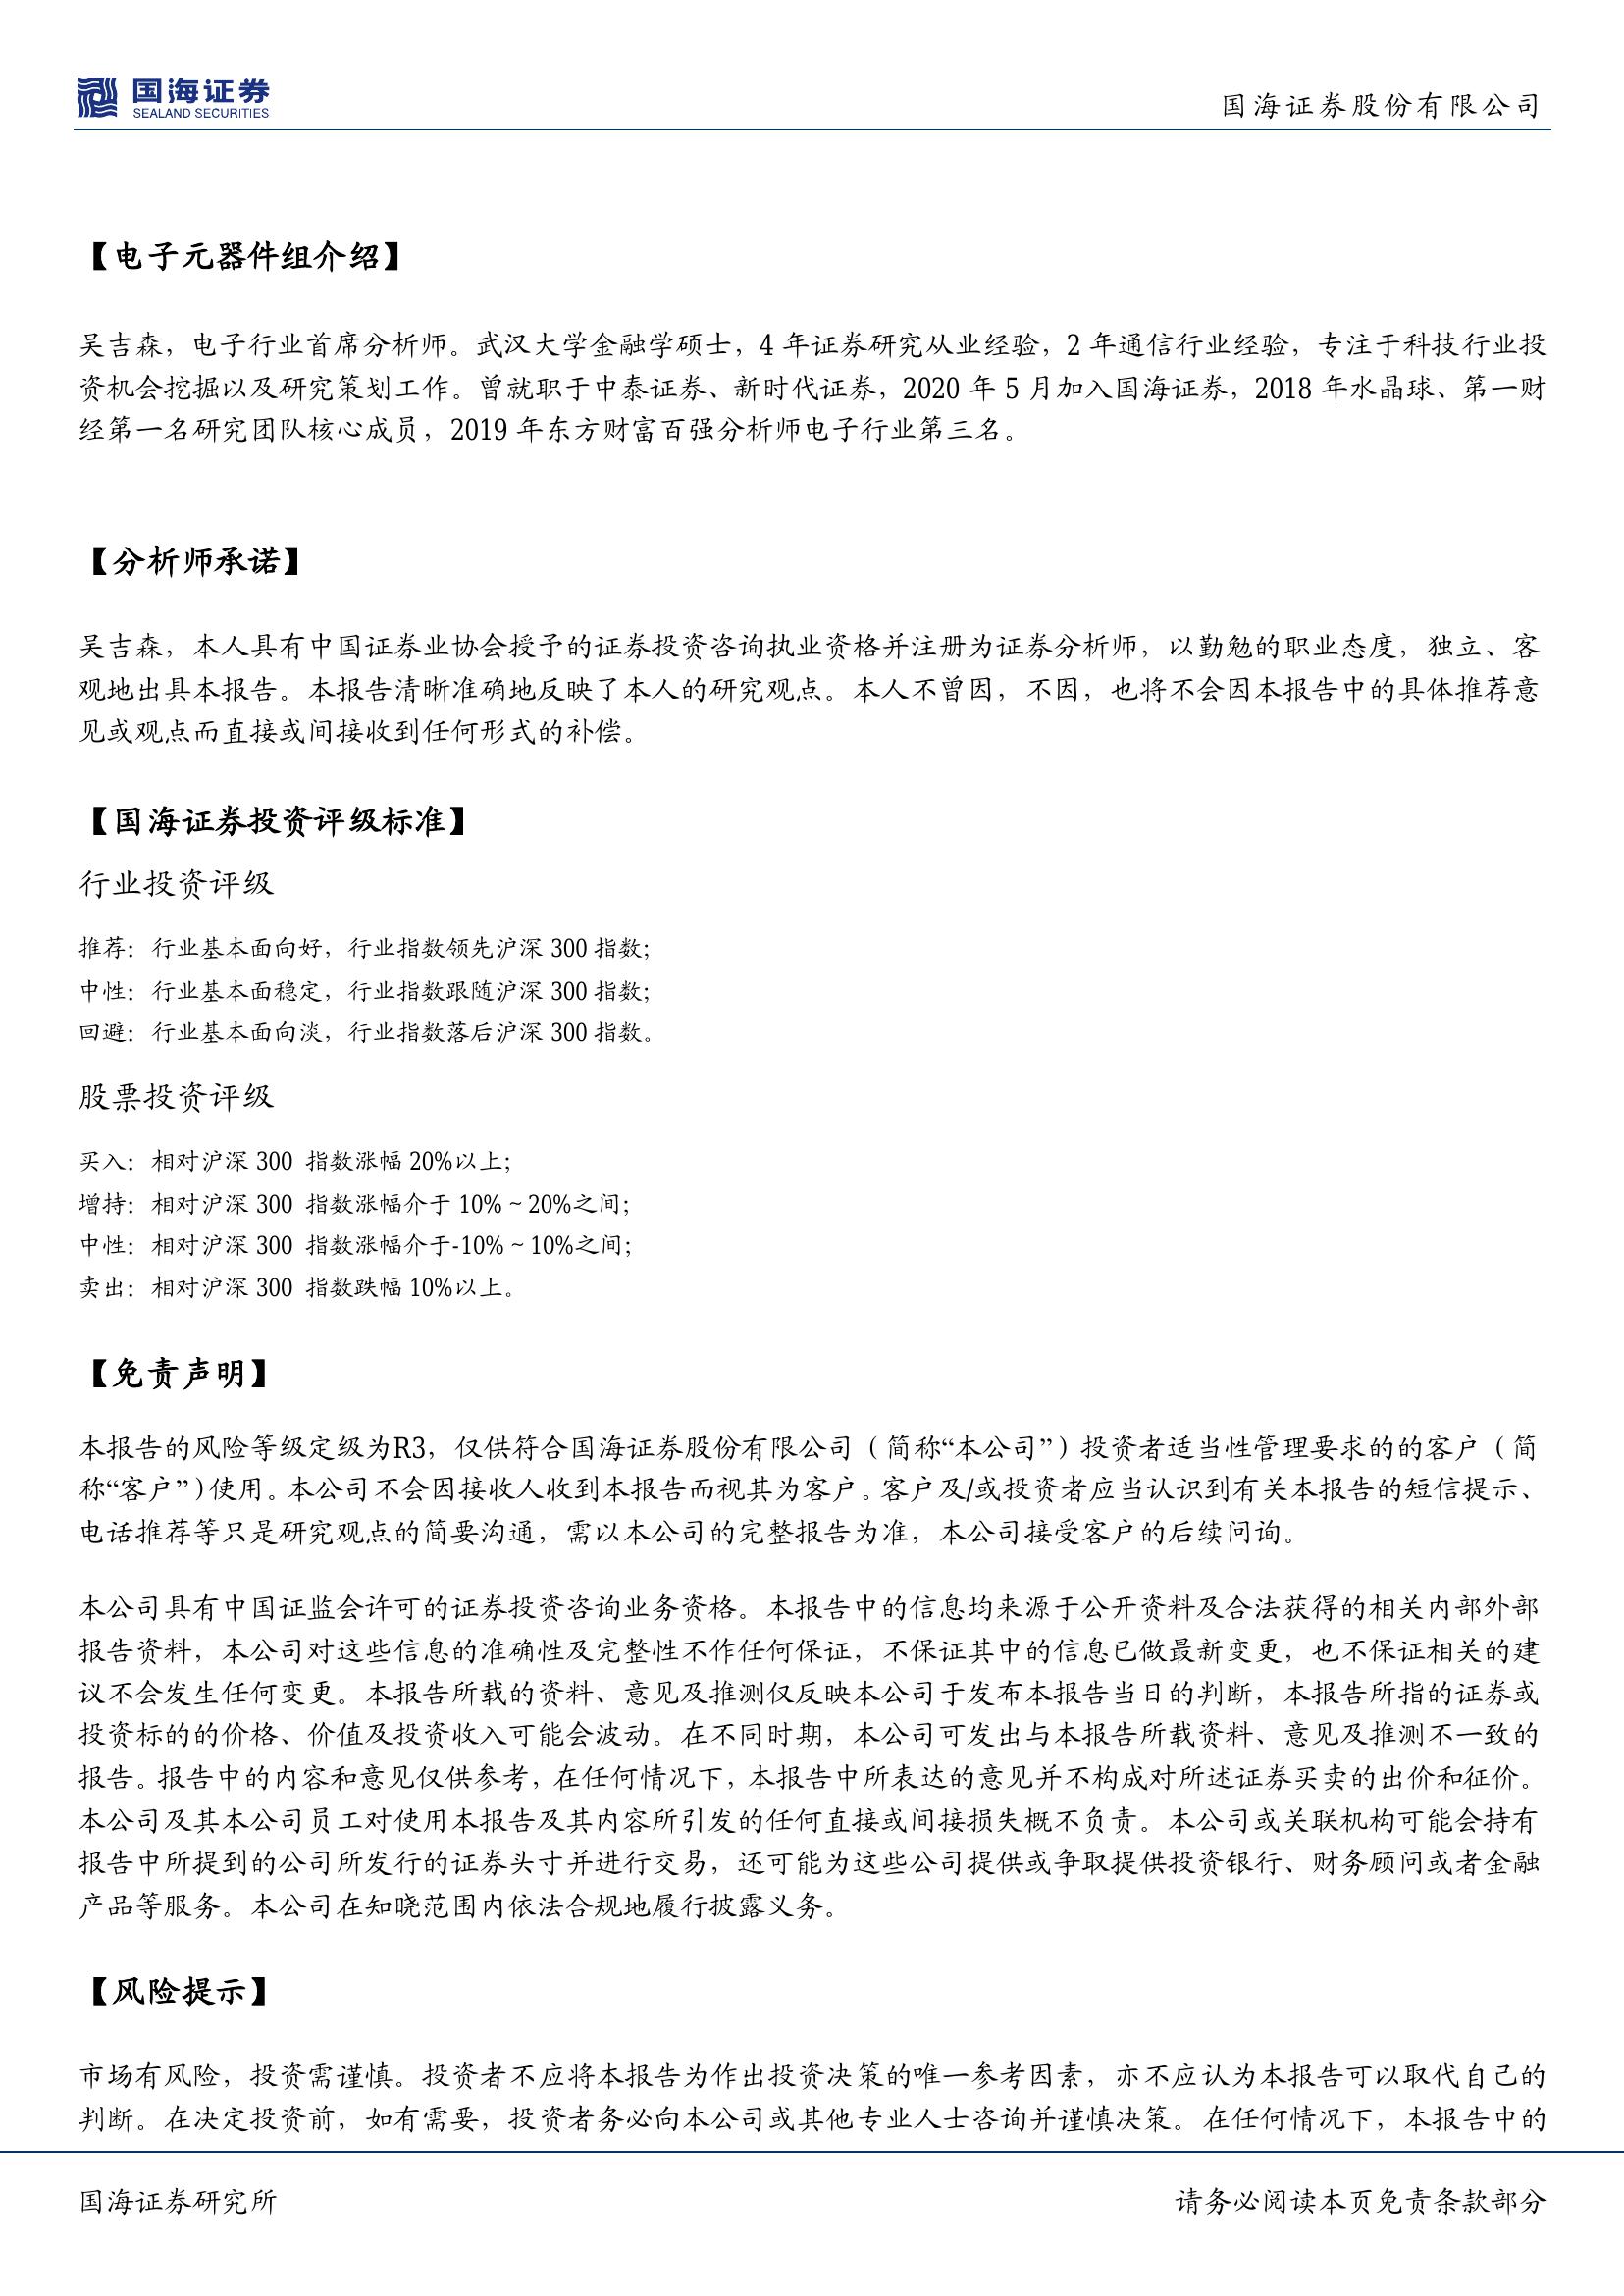 国海证券
SEALAND SECURITIES
国海证券股份有限公司
【电子元器件组介绍】
吴吉森，电子行业首席分析师。武汉大学金融学硕士，4 年证券研究从业经验，2 年通信行业经验，专注于科技行业投
资机会挖掘以及研究策划工作。曾就职于中泰证券、新时代证券，2020 年 5 月加入国海证券，2018 年水晶球、第一财
经第一名研究团队核心成员，2019 年东方财富百强分析师电子行业第三名。
【分析师承诺】
吴吉森，本人具有中国证券业协会授予的证券投资咨询执业资格并注册为证券分析师，以勤勉的职业态度，独立、客
观地出具本报告。本报告清晰准确地反映了本人的研究观点。本人不曾因，不因，也将不会因本报告中的具体推荐意
见或观点而直接或间接收到任何形式的补偿。
【国海证券投资评级标准】
行业投资评级
推荐：行业基本面向好，行业指数领先沪深 300 指数；
中性：行业基本面稳定，行业指数跟随沪深 300 指数；
回避：行业基本面向淡，行业指数落后沪深 300 指数。
股票投资评级
买入：相对沪深 300 指数涨幅 20%以上；
增持：相对沪深 300 指数涨幅介于 10%～20%之间；
中性：相对沪深 300 指数涨幅介于-10%～10%之间；
卖出：相对沪深 300 指数跌幅 10%以上。
【免责声明】
本报告的风险等级定级为R3，仅供符合国海证券股份有限公司（简称“本公司”）投资者适当性管理要求的的客户（简
称“客户”）使用。本公司不会因接收人收到本报告而视其为客户。客户及/或投资者应当认识到有关本报告的短信提示、
电话推荐等只是研究观点的简要沟通，需以本公司的完整报告为准，本公司接受客户的后续问询。
本公司具有中国证监会许可的证券投资咨询业务资格。本报告中的信息均来源于公开资料及合法获得的相关内部外部
报告资料，本公司对这些信息的准确性及完整性不作任何保证，不保证其中的信息已做最新变更，也不保证相关的建
议不会发生任何变更。本报告所载的资料、意见及推测仅反映本公司于发布本报告当日的判断，本报告所指的证券或
投资标的的价格、价值及投资收入可能会波动。在不同时期，本公司可发出与本报告所载资料、意见及推测不一致的
报告。报告中的内容和意见仅供参考，在任何情况下，本报告中所表达的意见并不构成对所述证券买卖的出价和征价。
本公司及其本公司员工对使用本报告及其内容所引发的任何直接或间接损失概不负责。本公司或关联机构可能会持有
报告中所提到的公司所发行的证券头寸并进行交易，还可能为这些公司提供或争取提供投资银行、财务顾问或者金融
产品等服务。本公司在知晓范围内依法合规地履行披露义务。
【风险提示】
市场有风险，投资需谨慎。投资者不应将本报告为作出投资决策的唯一参考因素，亦不应认为本报告可以取代自己的
判断。在决定投资前，如有需要，投资者务必向本公司或其他专业人士咨询并谨慎决策。在任何情况下，本报告中的
国海证券研究所
请务必阅读本页免责条款部分